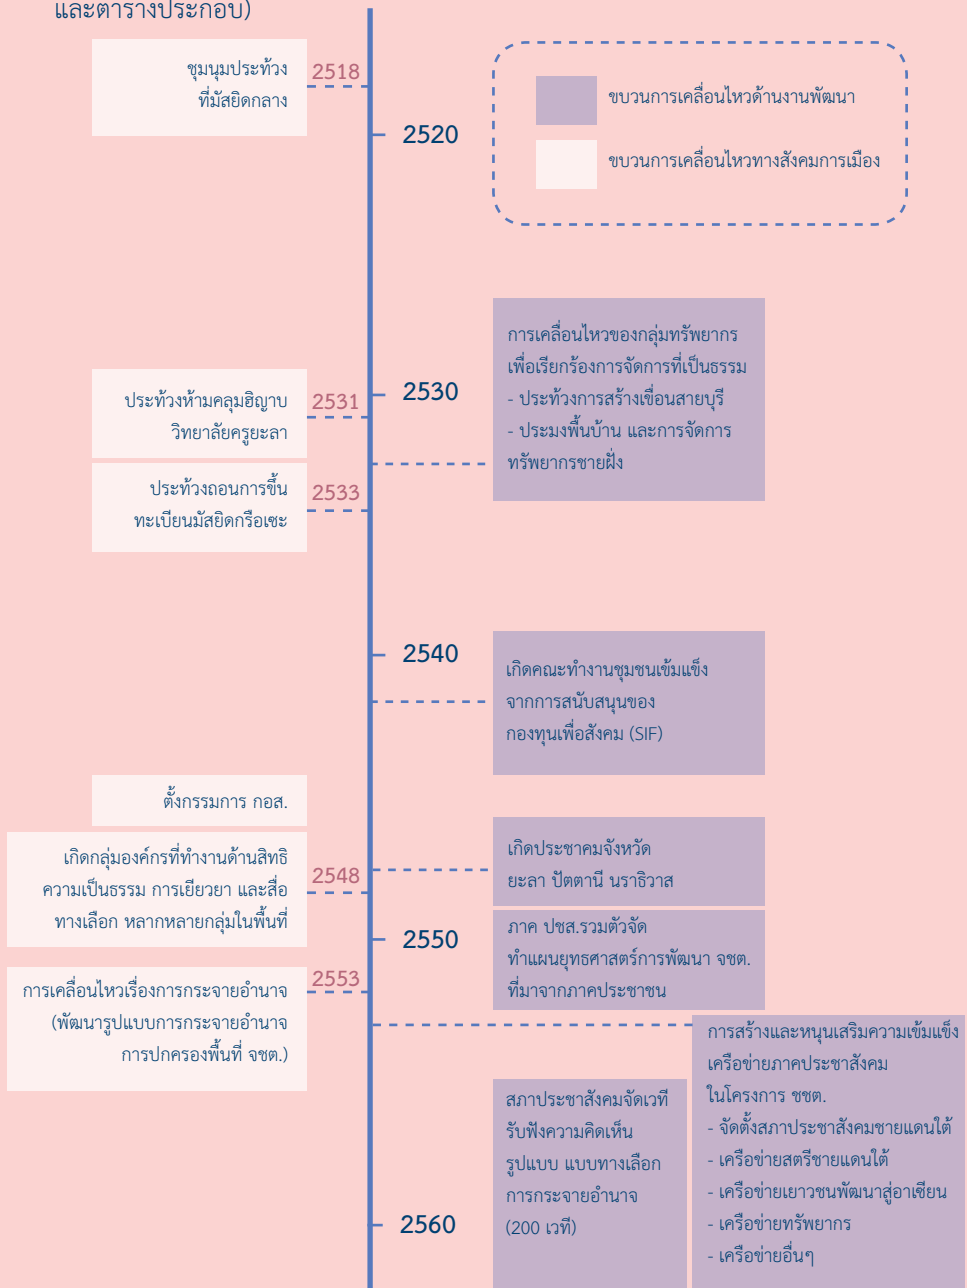 และตารางประกอบ)
ชุมนุมประท้วง
ที่มัสยิดกลาง
2518
2520
ขบวนการเคลื่อนไหวด้านงานพัฒนา
ขบวนการเคลื่อนไหวทางสังคมการเมือง
การเคลื่อนไหวของกลุ่มทรัพยากร
เพื่อเรียกร้องการจัดการที่เป็นธรรม
- ประท้วงการสร้างเขื่อนสายบุรี
- ประมงพื้นบ้าน และการจัดการ
ทรัพยากรชายฝั่ง
2530
ประท้วงห้ามคลุมฮิญาบ
วิทยาลัยครูยะลา
2531
ประท้วงถอนการขึ้น
ทะเบียนมัสยิดกรือเซะ
2533
2540
เกิดคณะทำงานชุมชนเข้มแข็ง
จากการสนับสนุนของ
กองทุนเพื่อสังคม (SIF)
ตั้งกรรมการ กอส.
เกิดกลุ่มองค์กรที่ทำงานด้านสิทธิ
ความเป็นธรรม การเยียวยา และสื่อ
ทางเลือก หลากหลายกลุ่มในพื้นที่
2548
เกิดประชาคมจังหวัด
ยะลา ปัตตานี นราธิวาส
2550
ภาค ปชส.รวมตัวจัด
ทำแผนยุทธศาสตร์การพัฒนา จชต.
ที่มาจากภาคประชาชน
2553
การเคลื่อนไหวเรื่องการกระจายอำนาจ
(พัฒนารูปแบบการกระจายอำนาจ
การปกครองพื้นที่ จชต.)
การสร้างและหนุนเสริมความเข้มแข็ง
เครือข่ายภาคประชาสังคม
ในโครงการ ชชต.
- จัดตั้งสภาประชาสังคมชายแดนใต้
- เครือข่ายสตรีชายแดนใต้
- เครือข่ายเยาวชนพัฒนาสู่อาเซียน
- เครือข่ายทรัพยากร
- เครือข่ายอื่นๆ
สภาประชาสังคมจัดเวที
รับฟังความคิดเห็น
รูปแบบ แบบทางเลือก
การกระจายอำนาจ
(200 เวที)
2560